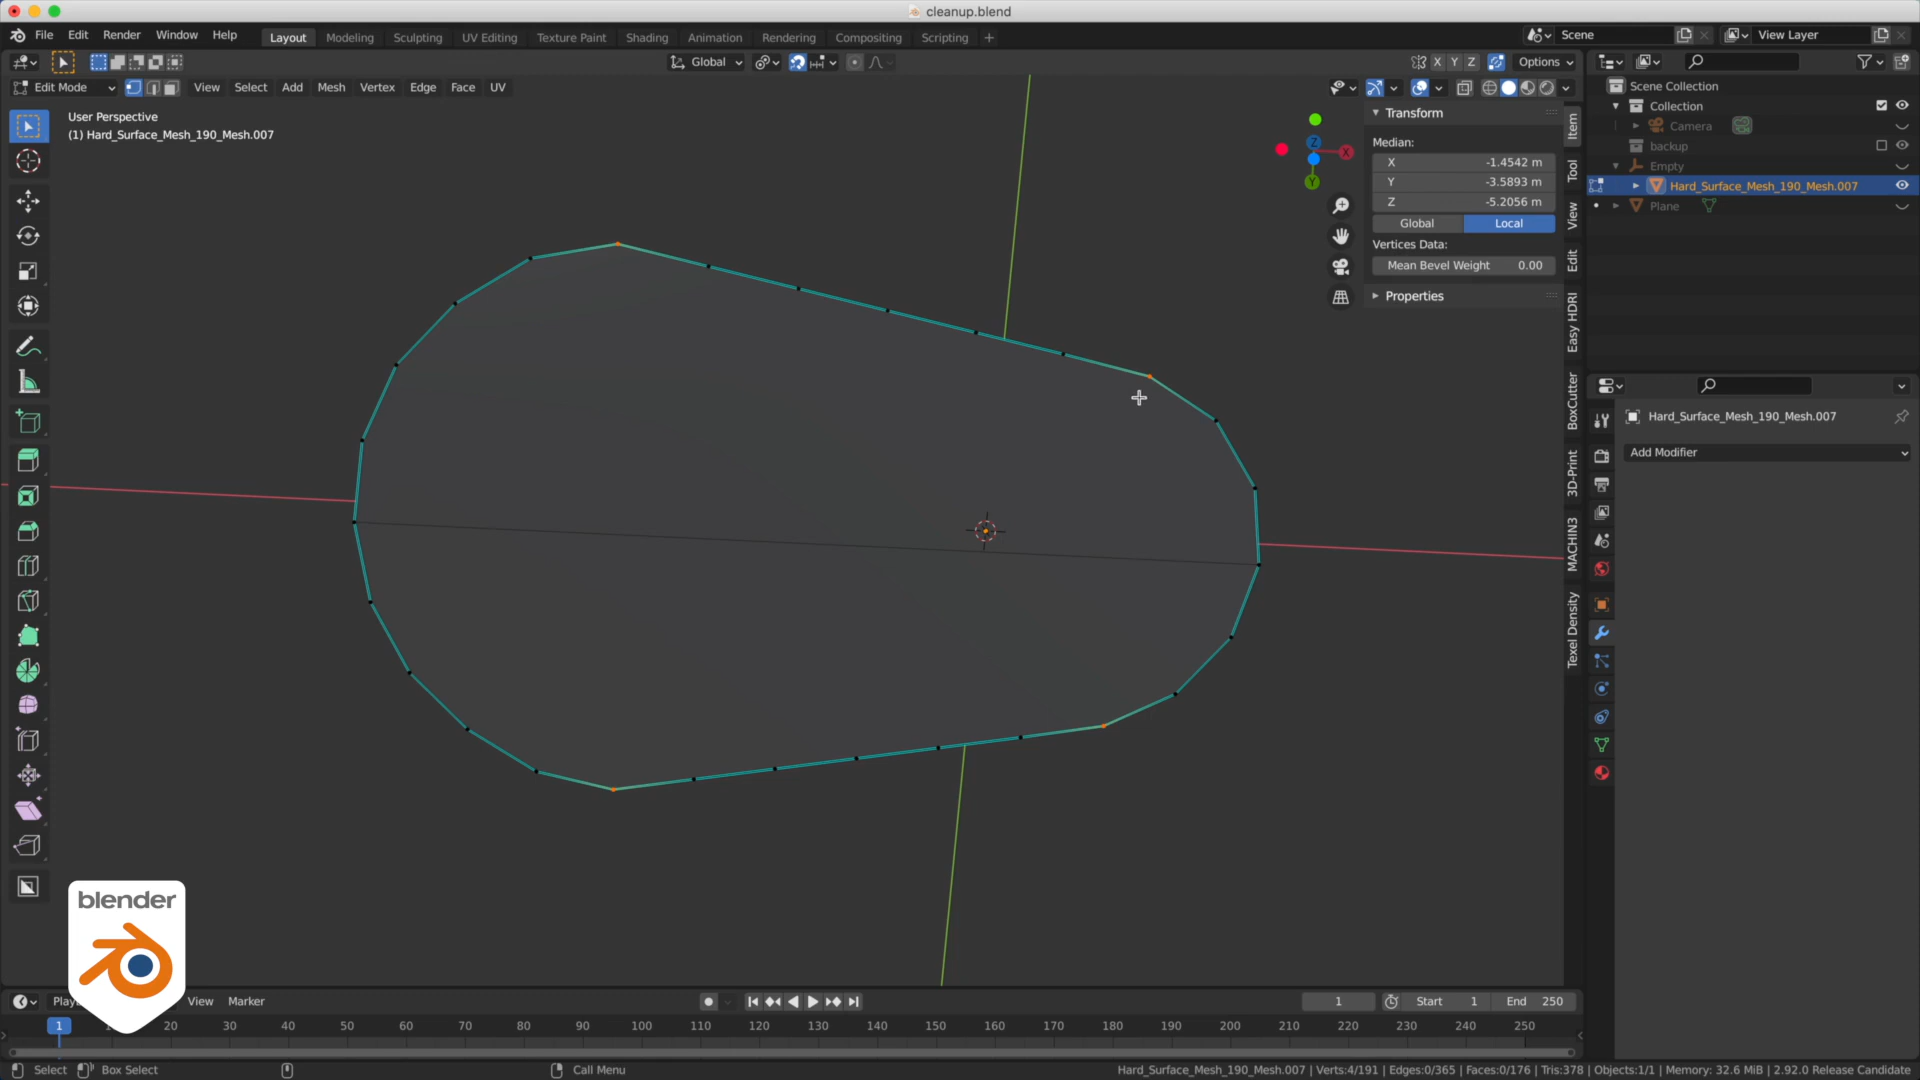 cleanup.blend
File Edit Render Window Help
Layout Modeling Sculpting UV Editing Texture Paint Shading Animation Rendering Compositing Scripting +
Scene
View Layer
Global
X Y Z Options
Edit Mode View Select Add Mesh Vertex Edge Face UV
User Perspective
(1) Hard_Surface_Mesh_190_Mesh.007
Z
X
Y
Transform
Median:
X -1.4542 m
Y -3.5893 m
Z -5.2056 m
Global Local
Vertices Data:
Mean Bevel Weight 0.00
Properties
Item
Tool
View
Edit
Easy HDRI
BoxCutter
3D-Print
MACHIN3
Texel Density
Scene Collection
Collection
Camera
backup
Empty
Hard_Surface_Mesh_190_Mesh.007
Plane
Hard_Surface_Mesh_190_Mesh.007
Add Modifier
blender
View Marker
1 Start 1 End 250
1 20 30 40 50 60 70 80 90 100 110 120 130 140 150 160 170 180 190 200 210 220 230 240 250
Select Box Select Call Menu
Hard_Surface_Mesh_190_Mesh.007 | Verts:4/191 | Edges:0/365 | Faces:0/176 | Tris:378 | Objects:1/1 | Memory: 32.6 MiB | 2.92.0 Release Candidate